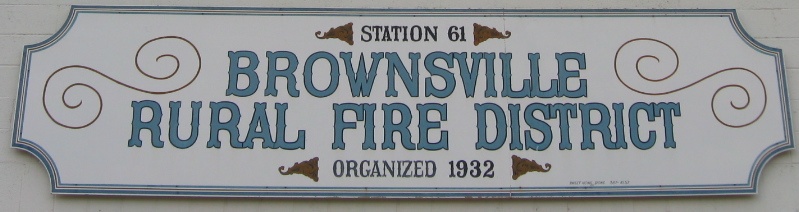 STATION 61
BROWNSVILLE
RURAL FIRE DISTRICT
ORGANIZED 1932